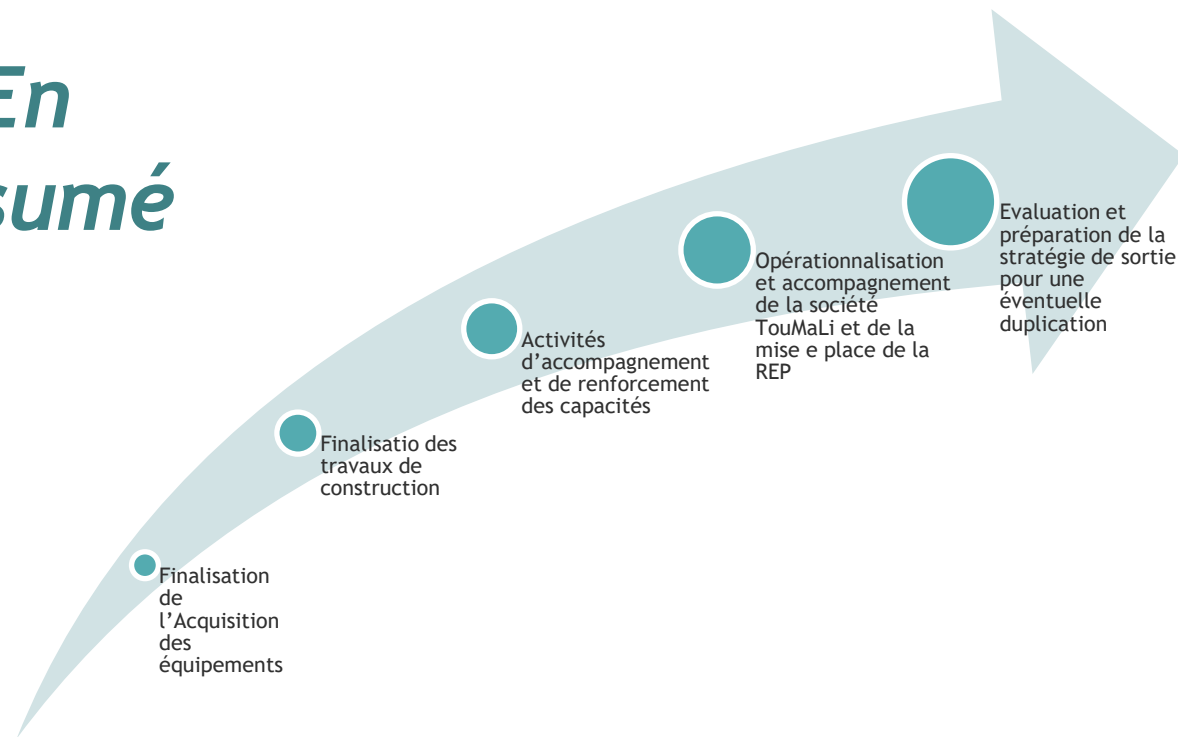 En
sumé
Finalisation
de
l’Acquisition
des
équipements
Finalisatio des
travaux de
construction
Activités
d’accompagnement
et de renforcement
des capacités
Opérationnalisation
et accompagnement
de la société
TouMaLi et de la
mise e place de la
REP
Evaluation et
préparation de la
stratégie de sortie
pour une
éventuelle
duplication